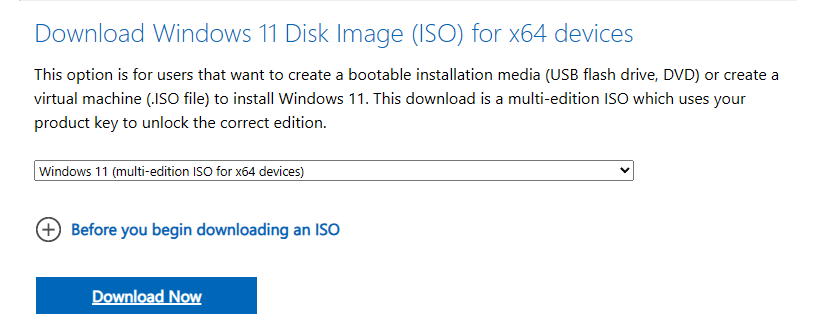 Download Windows 11 Disk Image (ISO) for x64 devices
This option is for users that want to create a bootable installation media (USB flash drive, DVD) or create a
virtual machine (.ISO file) to install Windows 11. This download is a multi-edition ISO which uses your
product key to unlock the correct edition.
Windows 11 (multi-edition ISO for x64 devices)
Before you begin downloading an ISO
Download Now